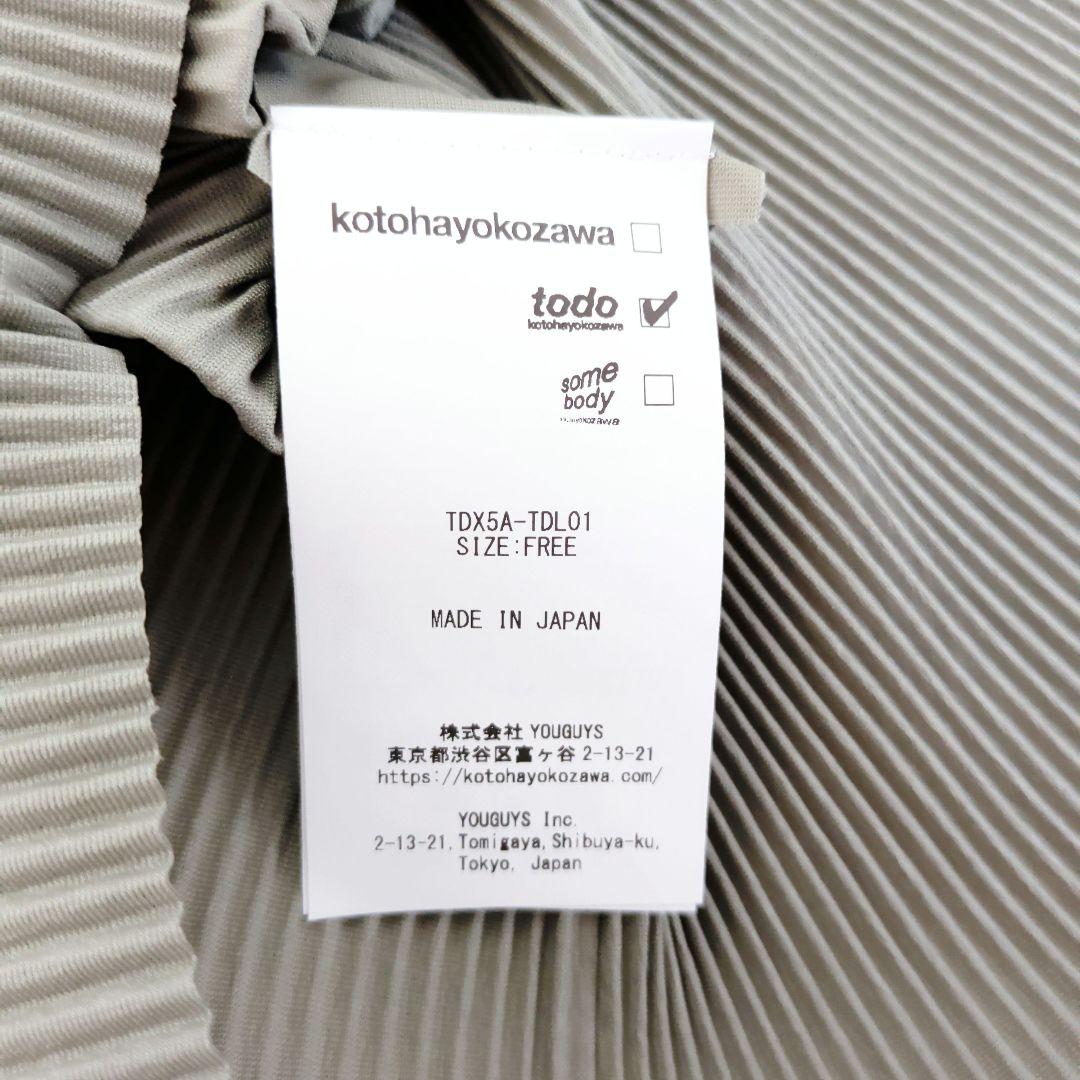 kotohayokozawa
todo
kotohayokozawa
some
body
TDX5A-TDL01
SIZE:FREE
MADE IN JAPAN
株式会社 YOUGUYS
東京都渋谷区富ヶ谷 2-13-21
https://kotohayokozawa.com/
YOUGUYS Inc.
2-13-21, Tomigaya, Shibuya-ku,
Tokyo, Japan